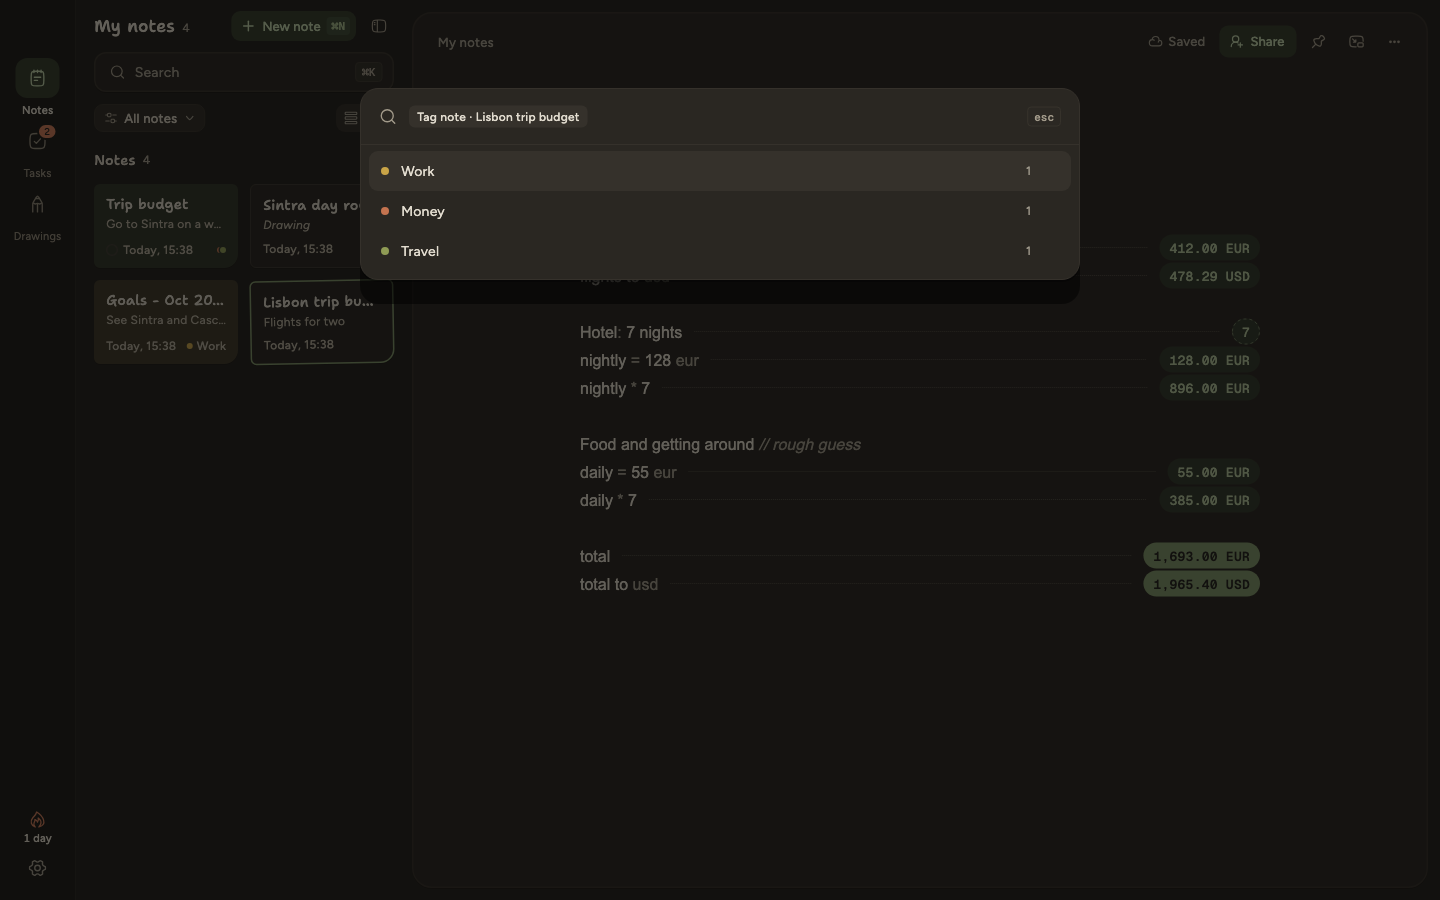 My notes 4
New note ⌘N
Search ⌘K
All notes
Notes 4
Trip budget
Go to Sintra on a w...
Today, 15:38
Sintra day ro
Drawing
Today, 15:38
Goals - Oct 20...
See Sintra and Casc...
Today, 15:38 Work
Lisbon trip bu...
Flights for two
Today, 15:38
Notes
2
Tasks
Drawings
1 day
My notes
Saved
Share
Tag note · Lisbon trip budget
esc
Work 1
Money 1
Travel 1
412.00 EUR
flights to usd 478.29 USD
Hotel: 7 nights 7
nightly = 128 eur 128.00 EUR
nightly * 7 896.00 EUR
Food and getting around // rough guess
daily = 55 eur 55.00 EUR
daily * 7 385.00 EUR
total 1,693.00 EUR
total to usd 1,965.40 USD